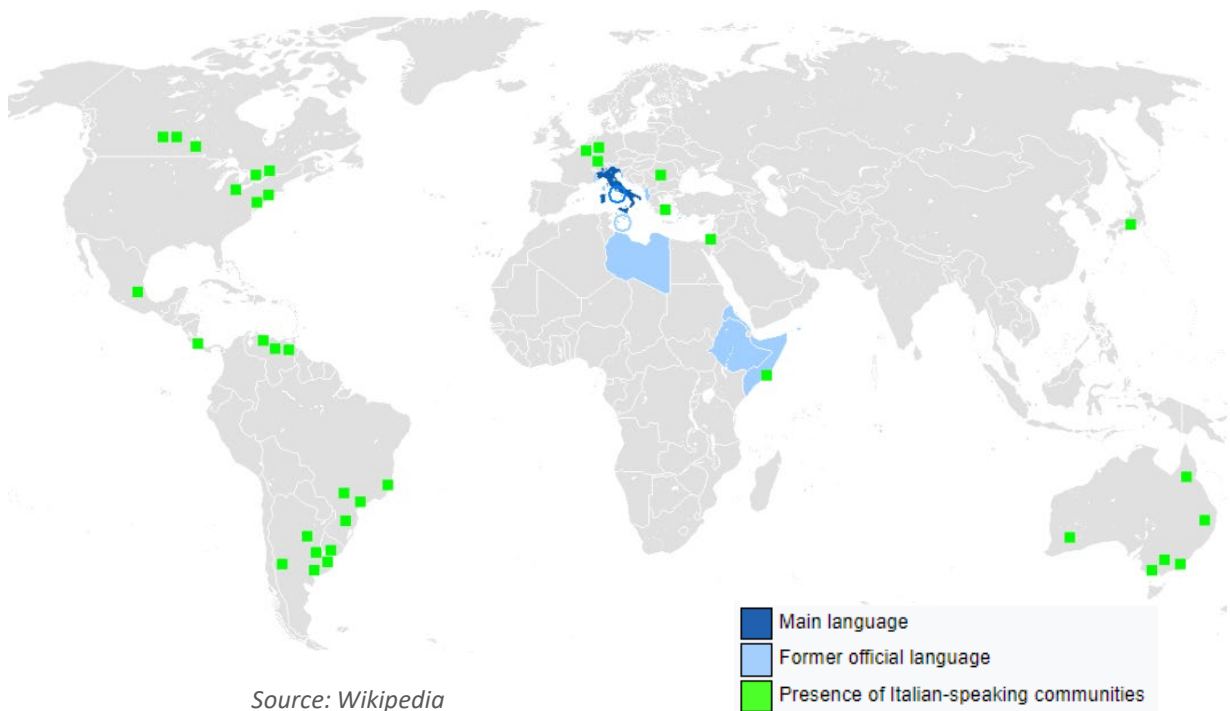 Main language
Former official language
Presence of Italian-speaking communities
Source: Wikipedia